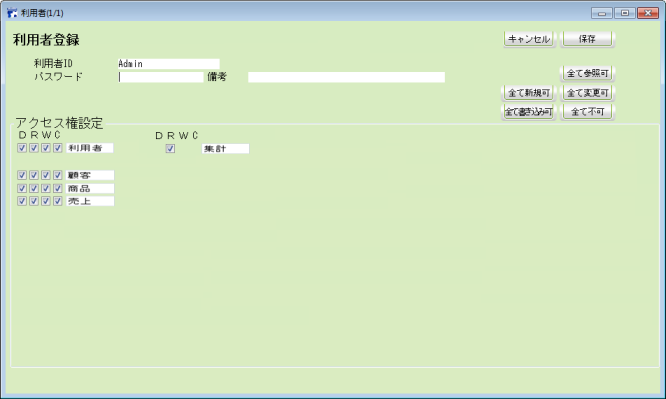 利用者(1/1)
利用者登録
キャンセル 保存
利用者ID Admin
パスワード 備考
全て参照可
全て新規可 全て変更可
全て書き込み可 全て不可
アクセス権設定
D R W C D R W C
利用者 集計
顧客
商品
売上